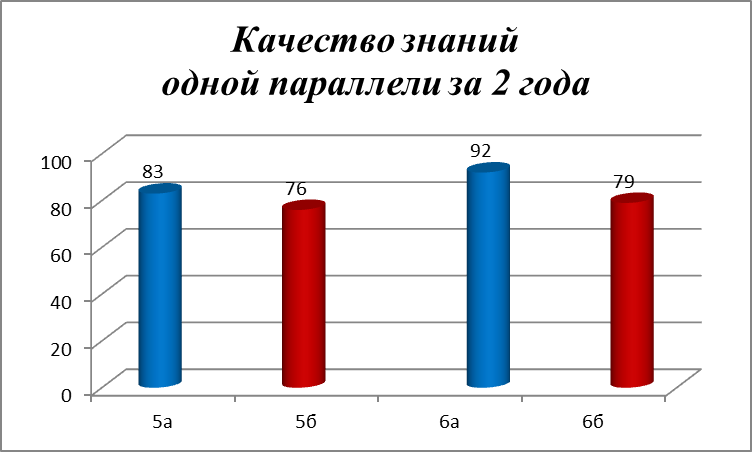 Качество знаний
одной параллели за 2 года
100
80
60
40
20
0
83
76
92
79
5а
5б
6а
6б